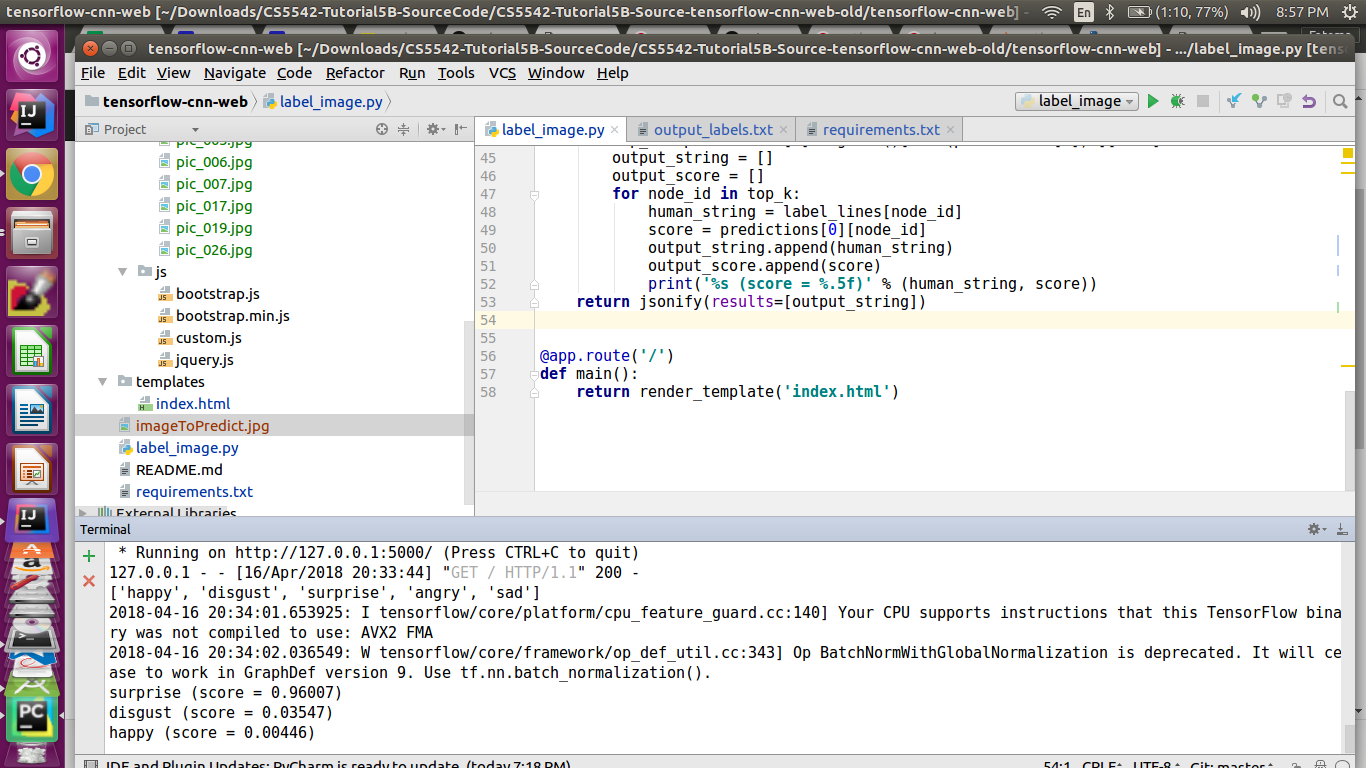 tensorflow-cnn-web [~/Downloads/CS5542-Tutorial5B-SourceCode/CS5542-Tutorial5B-Source-tensorflow-cnn-web-old/tensorflow-cnn-web] -
En
(1:10, 77%)
8:57 PM
tensorflow-cnn-web [~/Downloads/CS5542-Tutorial5B-SourceCode/CS5542-Tutorial5B-Source-tensorflow-cnn-web-old/tensorflow-cnn-web] - .../label_image.py [tens
File Edit View Navigate Code Refactor Run Tools VCS Window Help
tensorflow-cnn-web label_image.py
label_image
Project
label_image.py output_labels.txt requirements.txt
pic_006.jpg
pic_007.jpg
pic_017.jpg
pic_019.jpg
pic_026.jpg
js
bootstrap.js
bootstrap.min.js
custom.js
jquery.js
templates
index.html
imageToPredict.jpg
label_image.py
README.md
requirements.txt
External Libraries
45 output_string = []
46 output_score = []
47 for node_id in top_k:
48 human_string = label_lines[node_id]
49 score = predictions[0][node_id]
50 output_string.append(human_string)
51 output_score.append(score)
52 print('%s (score = %.5f)' % (human_string, score))
53 return jsonify(results=[output_string])
54
55
56 @app.route('/')
57 def main():
58 return render_template('index.html')
Terminal
* Running on http://127.0.0.1:5000/ (Press CTRL+C to quit)
127.0.0.1 - - [16/Apr/2018 20:33:44] "GET / HTTP/1.1" 200 -
['happy', 'disgust', 'surprise', 'angry', 'sad']
2018-04-16 20:34:01.653925: I tensorflow/core/platform/cpu_feature_guard.cc:140] Your CPU supports instructions that this TensorFlow bina
ry was not compiled to use: AVX2 FMA
2018-04-16 20:34:02.036549: W tensorflow/core/framework/op_def_util.cc:343] Op BatchNormWithGlobalNormalization is deprecated. It will ce
ase to work in GraphDef version 9. Use tf.nn.batch_normalization().
surprise (score = 0.96007)
disgust (score = 0.03547)
happy (score = 0.00446)
IDE and Plugin Updates: PyCharm is ready to update. (today 7:18 PM)
54:1 CRLF UTF-8 Git: master